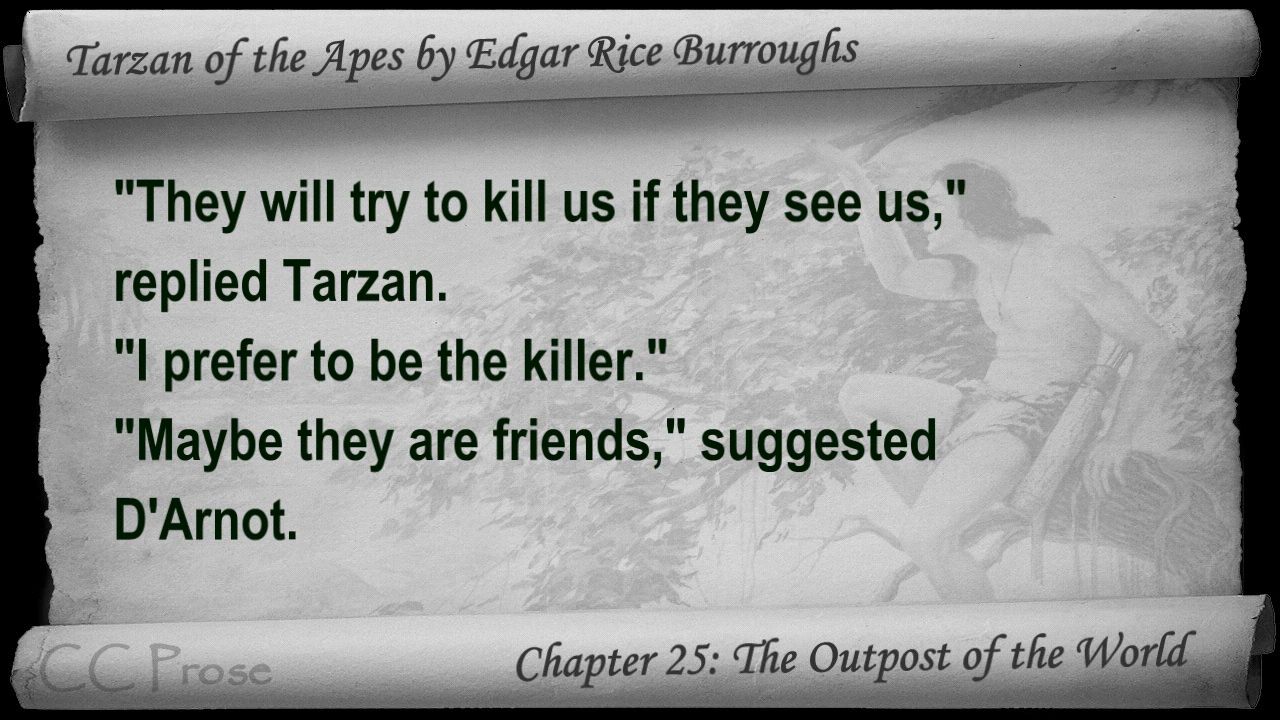 Tarzan of the Apes by Edgar Rice Burroughs
"They will try to kill us if they see us,"
replied Tarzan.
"I prefer to be the killer."
"Maybe they are friends," suggested
D'Arnot.
CC Prose
Chapter 25: The Outpost of the World